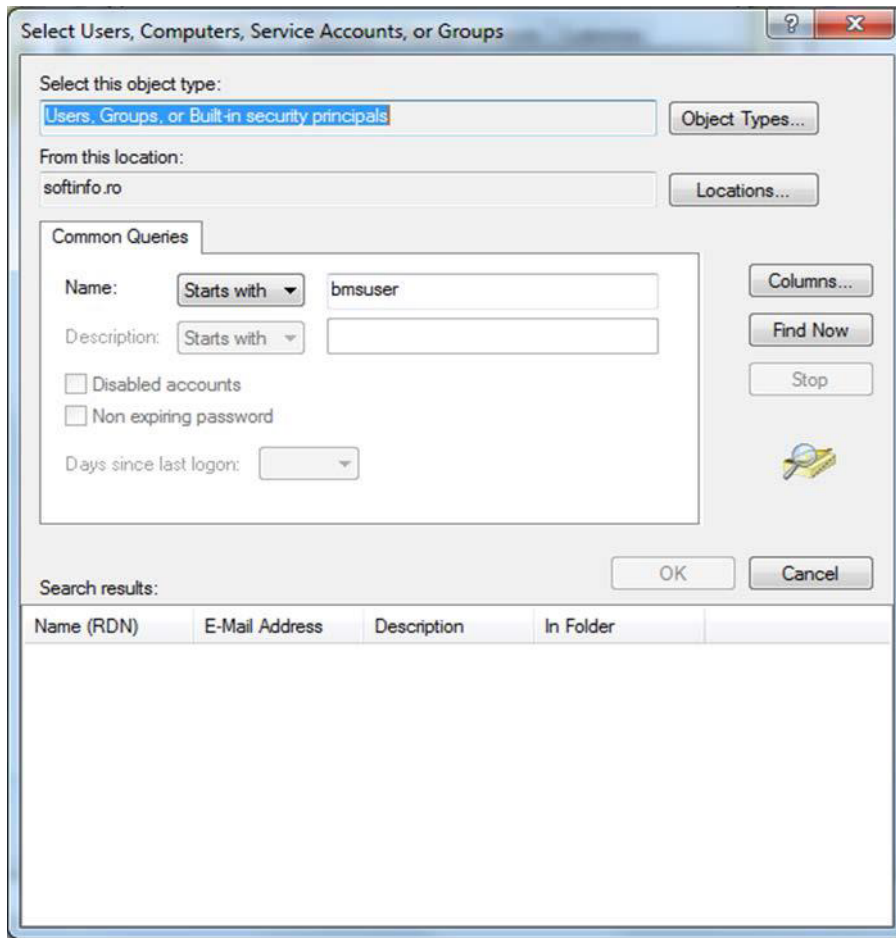 Select Users, Computers, Service Accounts, or Groups
Select this object type:
Users, Groups, or Built-in security principals
Object Types...
From this location:
softinfo.ro
Locations...
Common Queries
Name: Starts with bmsuser
Columns...
Description: Starts with
Find Now
Disabled accounts
Stop
Non expiring password
Days since last logon:
OK Cancel
Search results:
Name (RDN) E-Mail Address Description In Folder